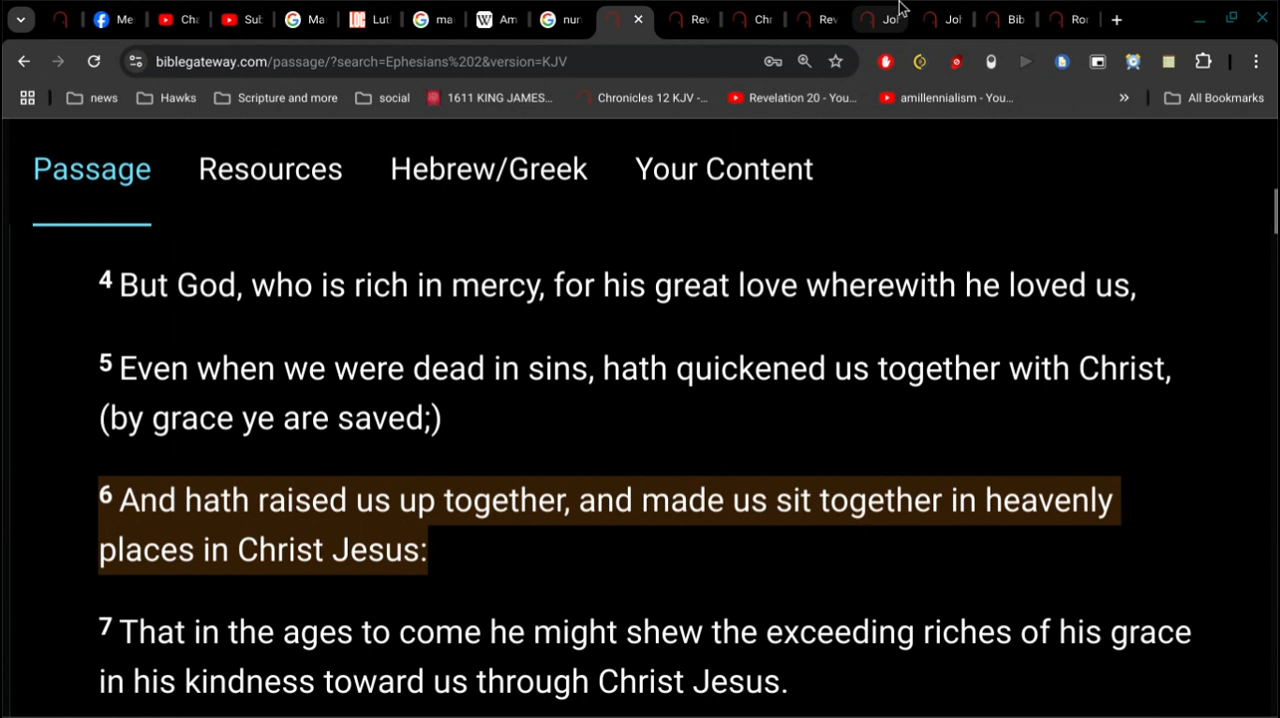 Me
Cha
Sub
Ma
LOC
Lut
ma
W
Am
nur
Rev
Chr
Rev
Jol
Joh
Bib
Ror
biblegateway.com/passage/?search=Ephesians%202&version=KJV
news
Hawks
Scripture and more
social
1611 KING JAMES...
Chronicles 12 KJV -...
Revelation 20 - You...
amillennialism - You...
»
All Bookmarks
Passage
Resources
Hebrew/Greek
Your Content
4 But God, who is rich in mercy, for his great love wherewith he loved us,
5 Even when we were dead in sins, hath quickened us together with Christ,
(by grace ye are saved;)
6 And hath raised us up together, and made us sit together in heavenly
places in Christ Jesus:
7 That in the ages to come he might shew the exceeding riches of his grace
in his kindness toward us through Christ Jesus.